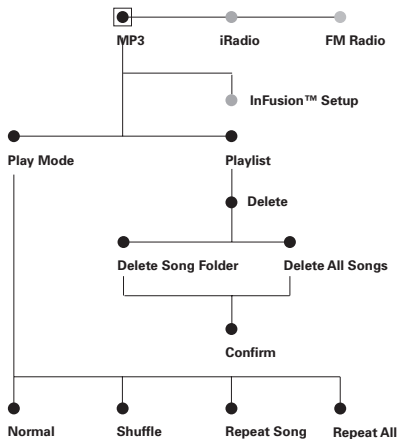 MP3 iRadio FM Radio
InFusion™ Setup
Play Mode Playlist
Delete
Delete Song Folder Delete All Songs
Confirm
Normal Shuffle Repeat Song Repeat All